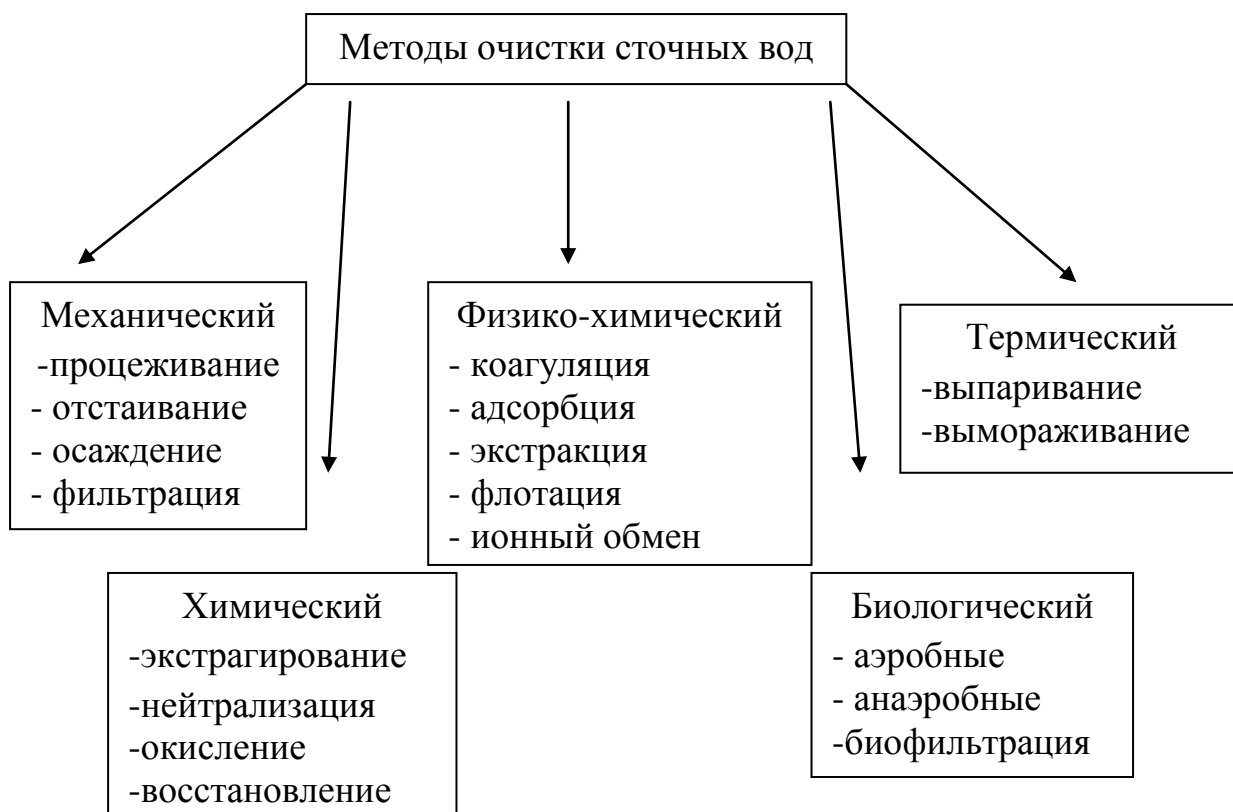 Методы очистки сточных вод
Механический
-процеживание
- отстаивание
- осаждение
- фильтрация
Физико-химический
- коагуляция
- адсорбция
- экстракция
- флотация
- ионный обмен
Термический
-выпаривание
-вымораживание
Химический
-экстрагирование
-нейтрализация
-окисление
-восстановление
Биологический
- аэробные
- анаэробные
-биофильтрация